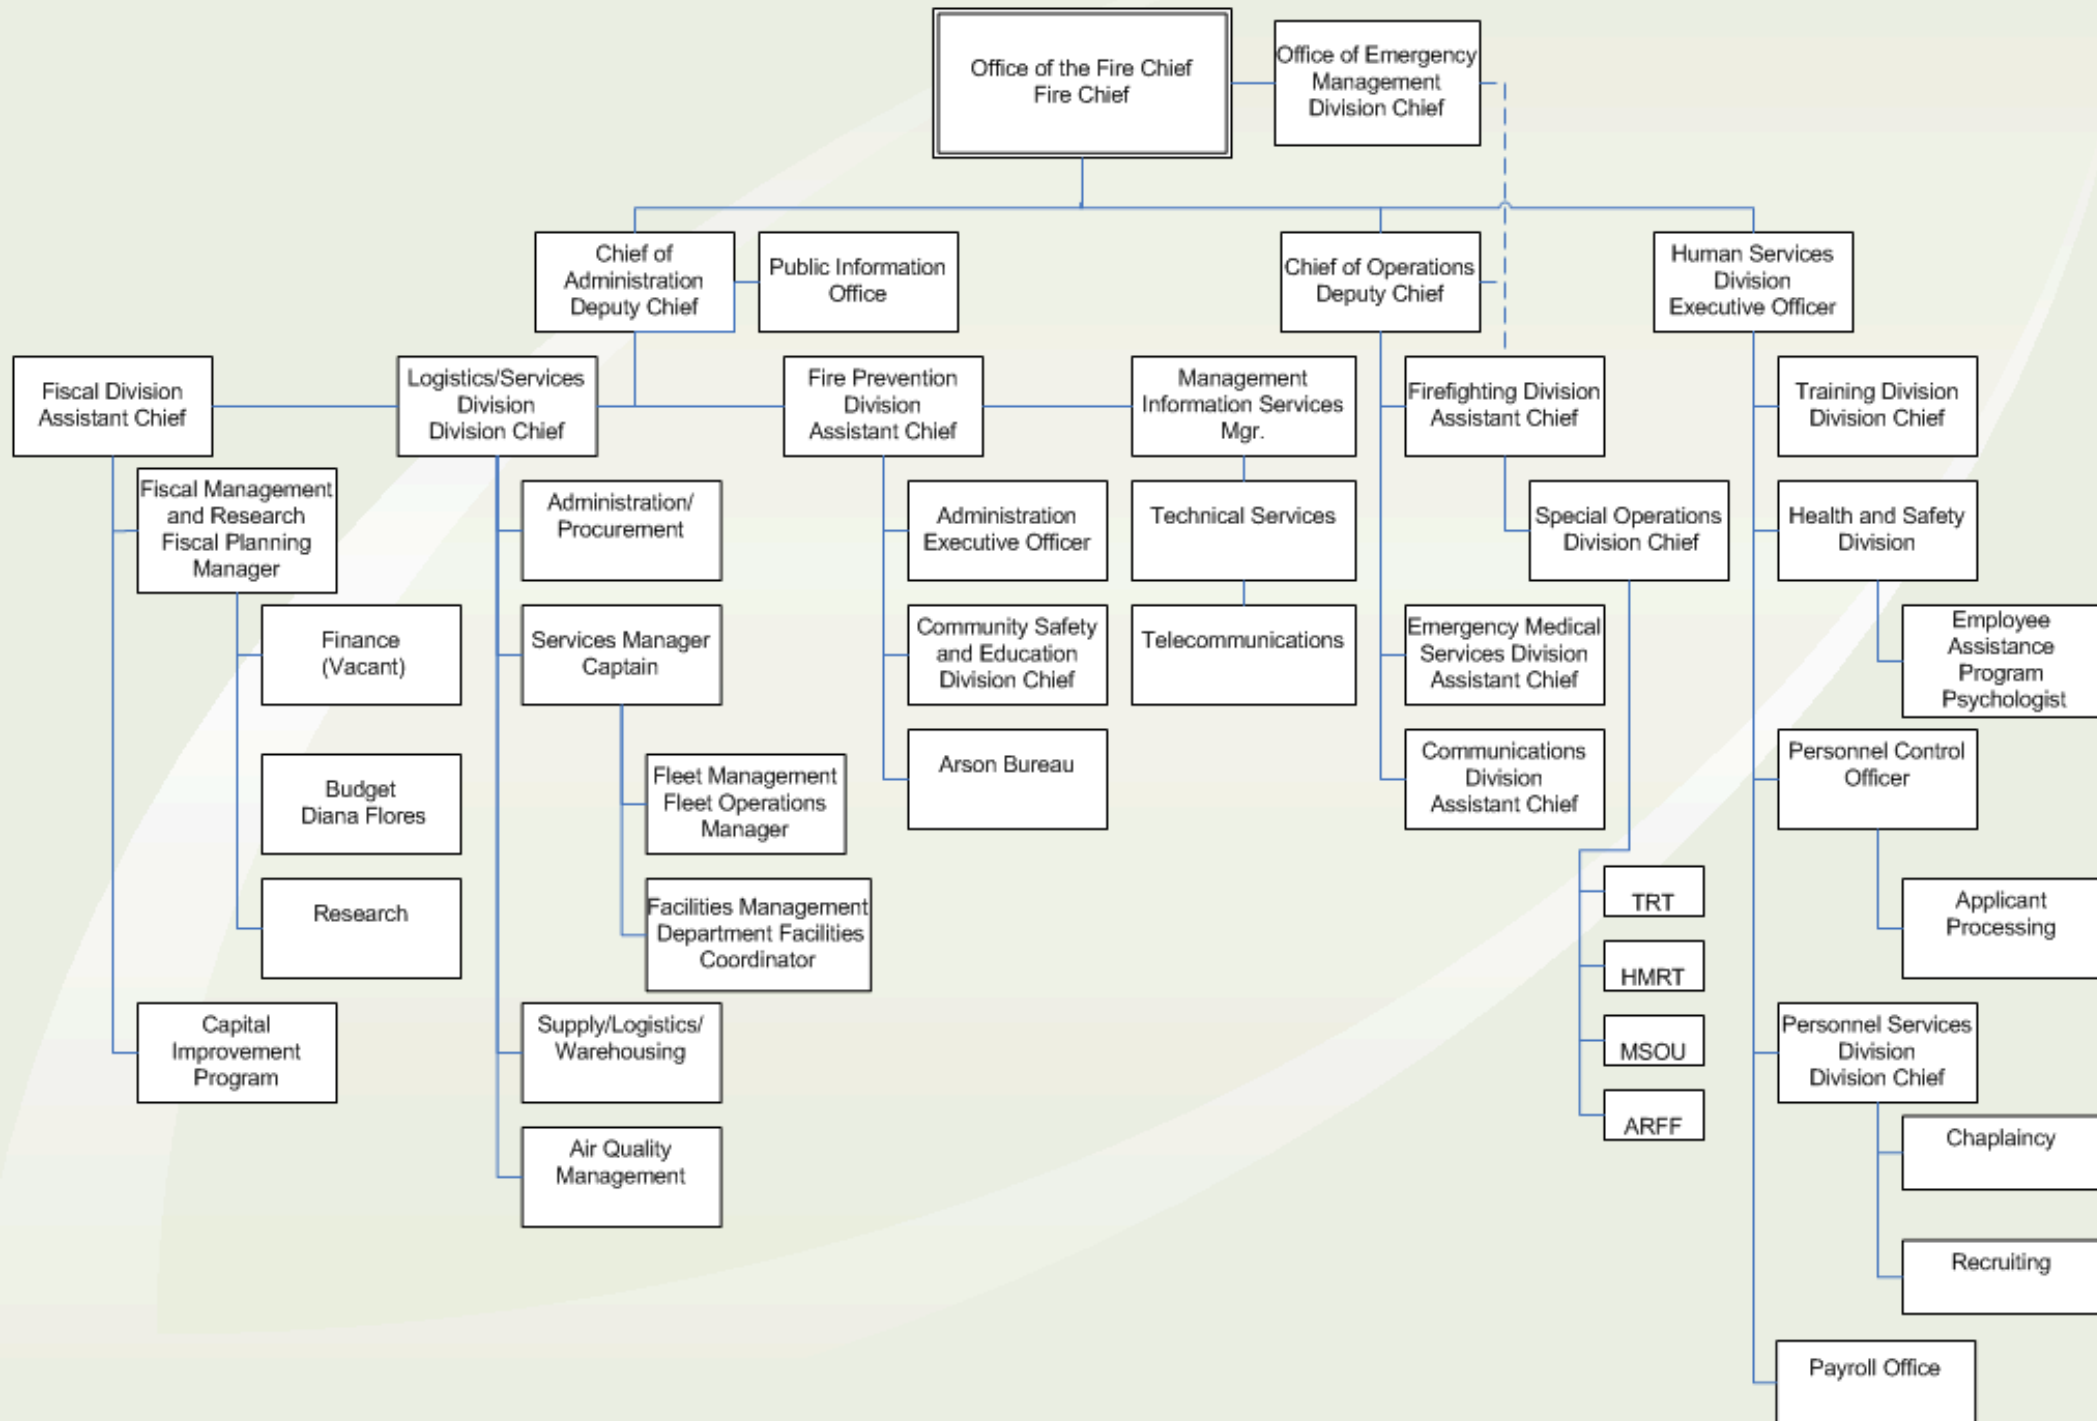 Office of the Fire Chief
Fire Chief
Office of Emergency
Management
Division Chief
Chief of
Administration
Deputy Chief
Public Information
Office
Chief of Operations
Deputy Chief
Human Services
Division
Executive Officer
Fiscal Division
Assistant Chief
Logistics/Services
Division
Division Chief
Fire Prevention
Division
Assistant Chief
Management
Information Services
Mgr.
Firefighting Division
Assistant Chief
Training Division
Division Chief
Fiscal Management
and Research
Fiscal Planning
Manager
Administration/
Procurement
Administration
Executive Officer
Technical Services
Special Operations
Division Chief
Health and Safety
Division
Finance
(Vacant)
Services Manager
Captain
Community Safety
and Education
Division Chief
Telecommunications
Emergency Medical
Services Division
Assistant Chief
Employee
Assistance
Program
Psychologist
Budget
Diana Flores
Fleet Management
Fleet Operations
Manager
Arson Bureau
Communications
Division
Assistant Chief
Personnel Control
Officer
Research
Facilities Management
Department Facilities
Coordinator
TRT
HMRT
MSOU
ARFF
Applicant
Processing
Capital
Improvement
Program
Supply/Logistics/
Warehousing
Personnel Services
Division
Division Chief
Air Quality
Management
Chaplaincy
Recruiting
Payroll Office